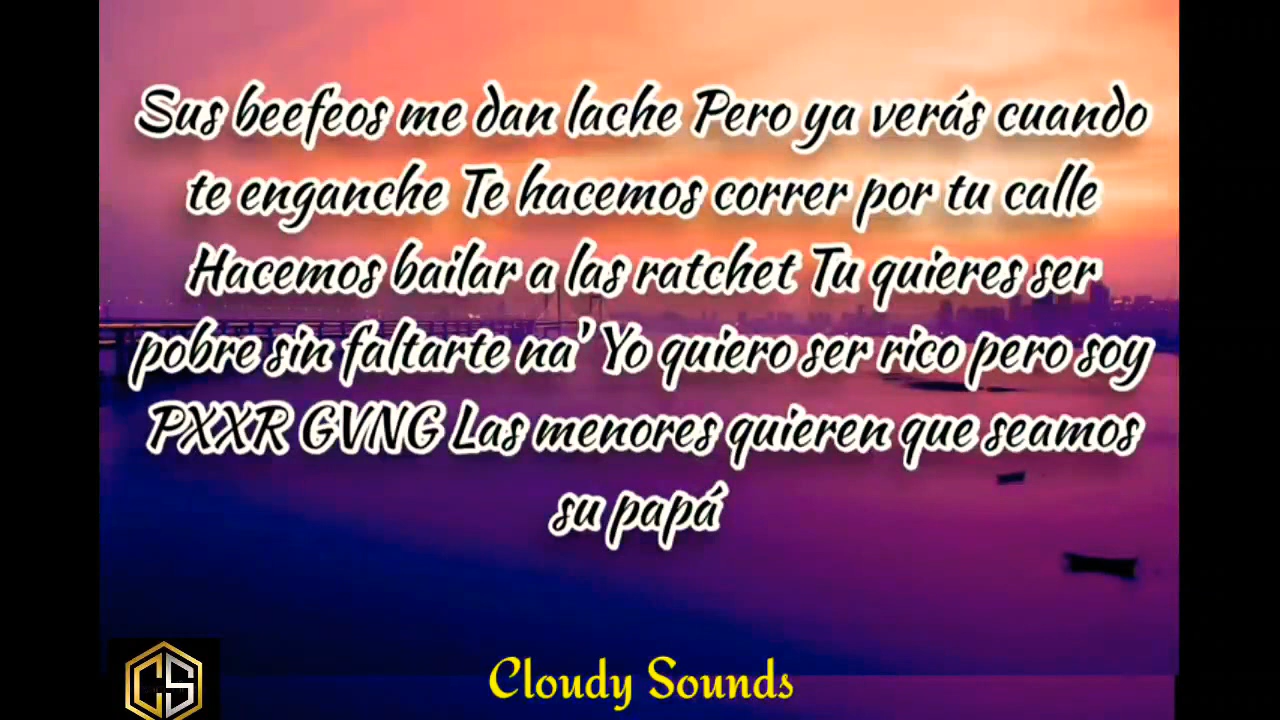 Sus beefeos me dan lache Pero ya verás cuando
te enganche Te hacemos correr por tu calle
Hacemos bailar a las ratchet Tu quieres ser
pobre sin faltarte na' Yo quiero ser rico pero soy
PXXR GVNG Las menores quieren que seamos
su papá
Cloudy Sounds
CS